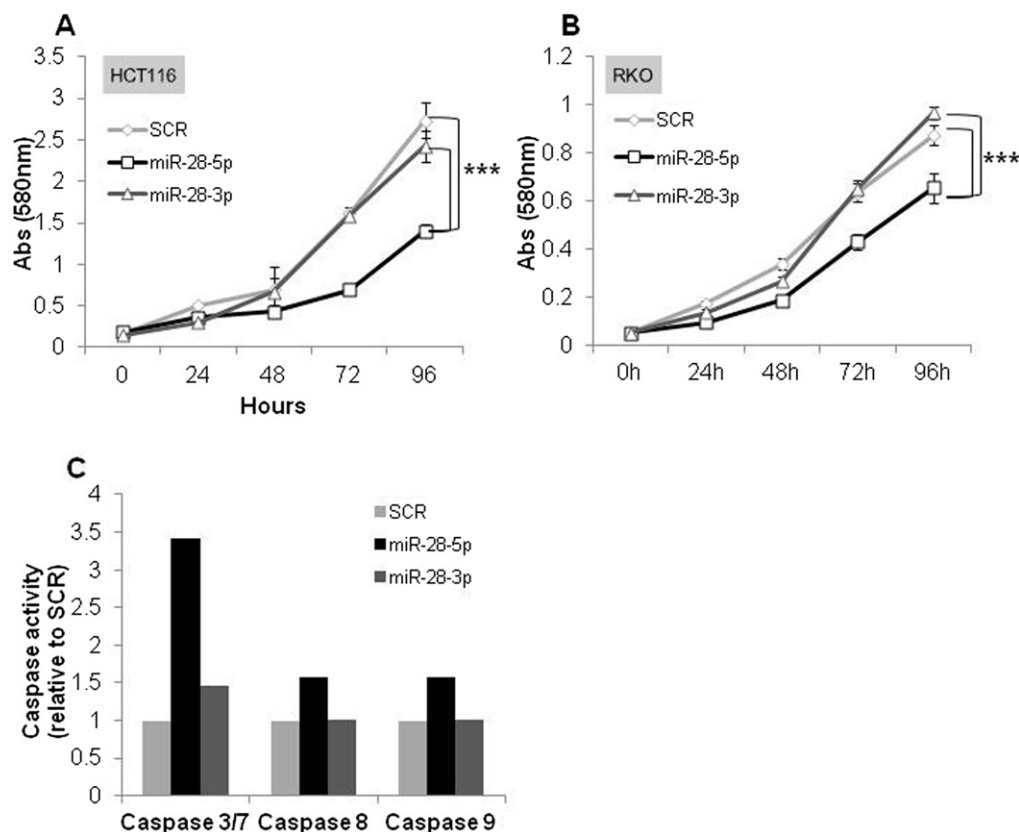 A
HCT116
SCR
miR-28-5p
miR-28-3p
***
Abs (580nm)
3.5
3
2.5
2
1.5
1
0.5
0
0 24 48 72 96
Hours
B
RKO
SCR
miR-28-5p
miR-28-3p
***
Abs (580nm)
1.2
1
0.8
0.6
0.4
0.2
0
0h 24h 48h 72h 96h
C
SCR
miR-28-5p
miR-28-3p
Caspase activity
(relative to SCR)
4
3.5
3
2.5
2
1.5
1
0.5
0
Caspase 3/7 Caspase 8 Caspase 9